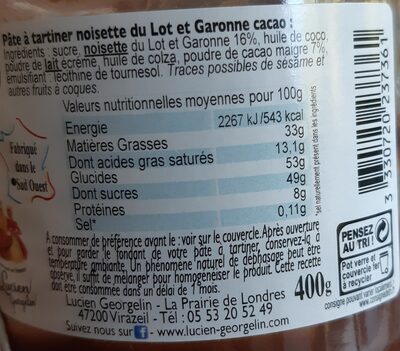 Pâte à tartiner noisette du Lot et Garonne cacao :
Ingrédients : sucre, noisette du Lot et Garonne 16%, huile de coco,
poudre de lait écrémé, huile de colza, poudre de cacao maigre 7%,
émulsifiant : lécithine de tournesol. Traces possibles de sésame et
autres fruits à coques.
Valeurs nutritionnelles moyennes pour 100g
Energie 2267 kJ/543 kcal
Matières Grasses 33g
Dont acides gras saturés 13,1g
Glucides 53g
Dont sucres 49g
Protéines 8g
Sel* 0,11g
*sel naturellement présent dans les ingrédients
3 330720 237361
Fabriqué
dans le
Sud Ouest
Lucien
Georgelin
A consommer de préférence avant le : voir sur le couvercle. Après ouverture
et pour garder le fondant de votre pâte à tartiner, conservez-la à
température ambiante. Un phénomène naturel de déphasage peut être
observé, il suffit de mélanger pour homogénéiser le produit. Cette recette
doit être consommée dans un délai de 1 mois.
400g
Lucien Georgelin - La Prairie de Londres
47200 Virazeil - Tél : 05 53 20 52 49
Suivez nous sur f - www.lucien-georgelin.com
PENSEZ
AU TRI !
Pot verre et
couvercle fer
à recycler
consigne pouvant varier localement